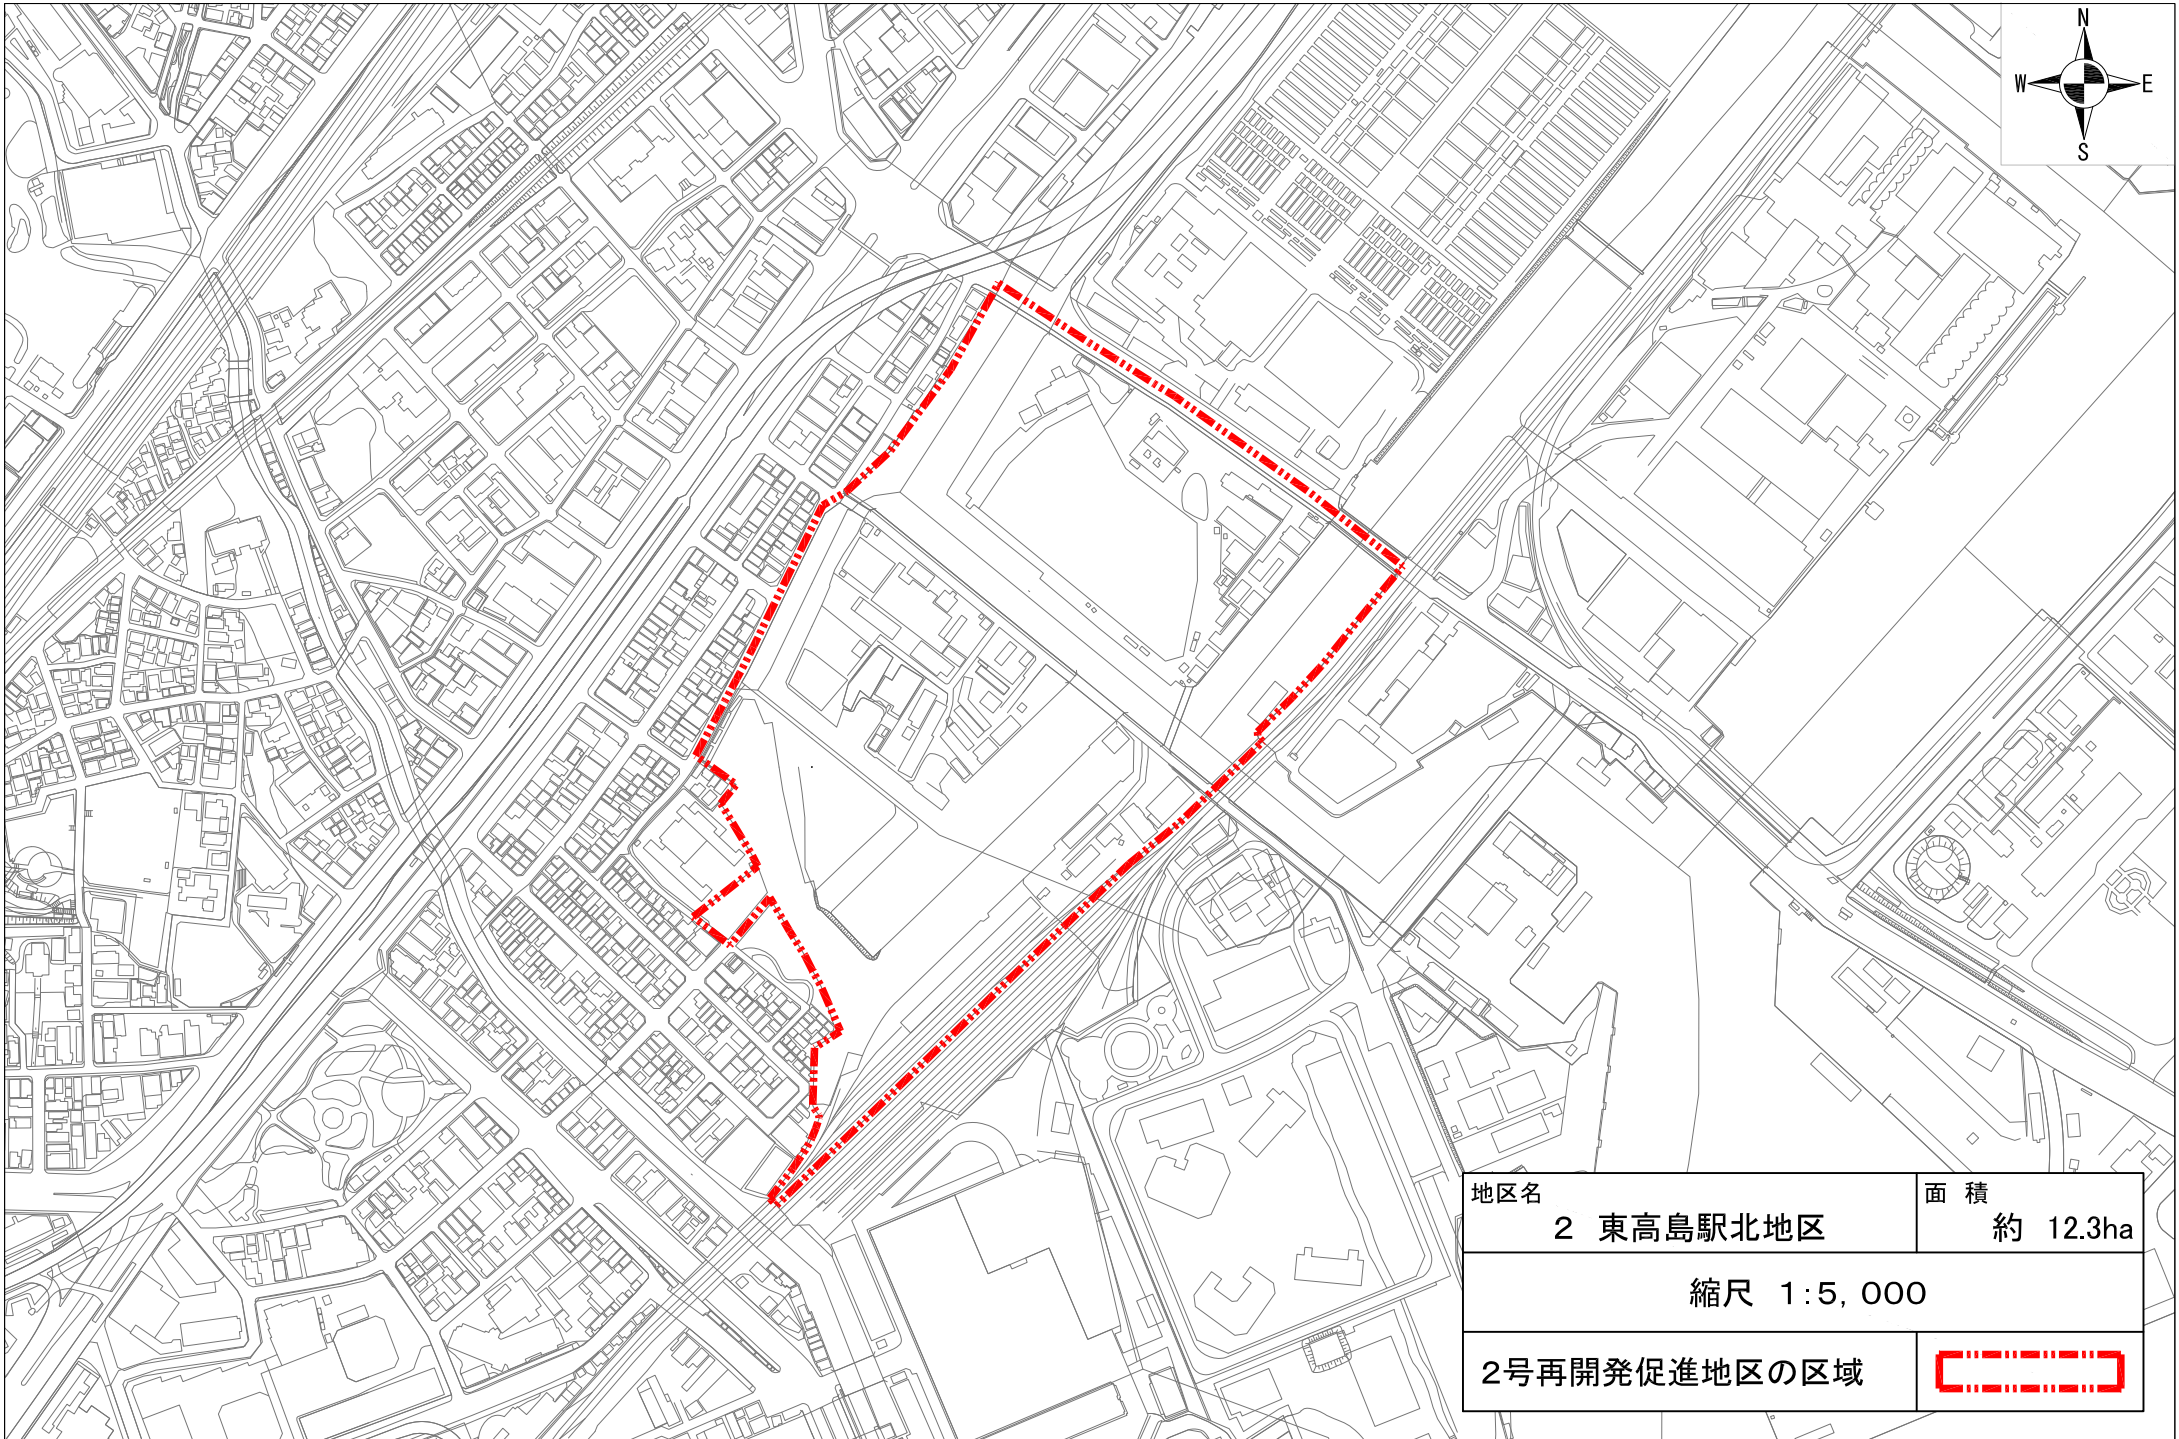 N
W E
S
地区名
2 東高島駅北地区
面 積
約 12.3ha
縮尺 1:5,000
2号再開発促進地区の区域